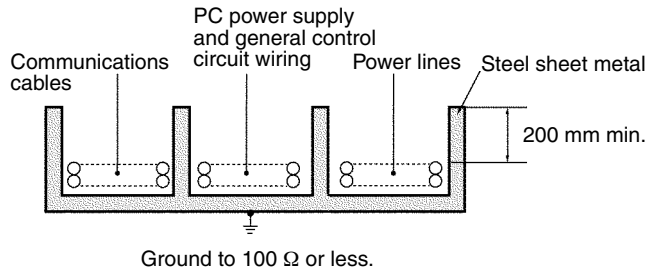 PC power supply
and general control
circuit wiring
Communications
cables
Power lines
Steel sheet metal
200 mm min.
Ground to 100 Ω or less.